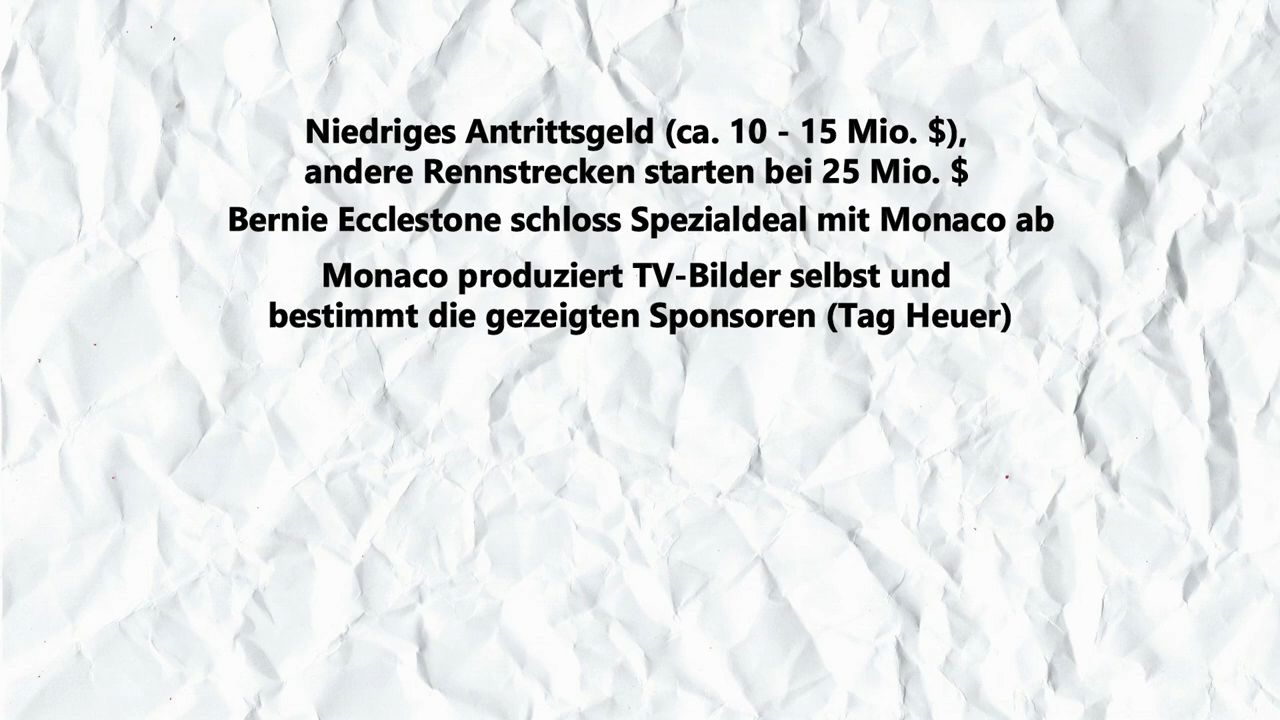 Niedriges Antrittsgeld (ca. 10 - 15 Mio. $),
andere Rennstrecken starten bei 25 Mio. $
Bernie Ecclestone schloss Spezialdeal mit Monaco ab
Monaco produziert TV-Bilder selbst und
bestimmt die gezeigten Sponsoren (Tag Heuer)